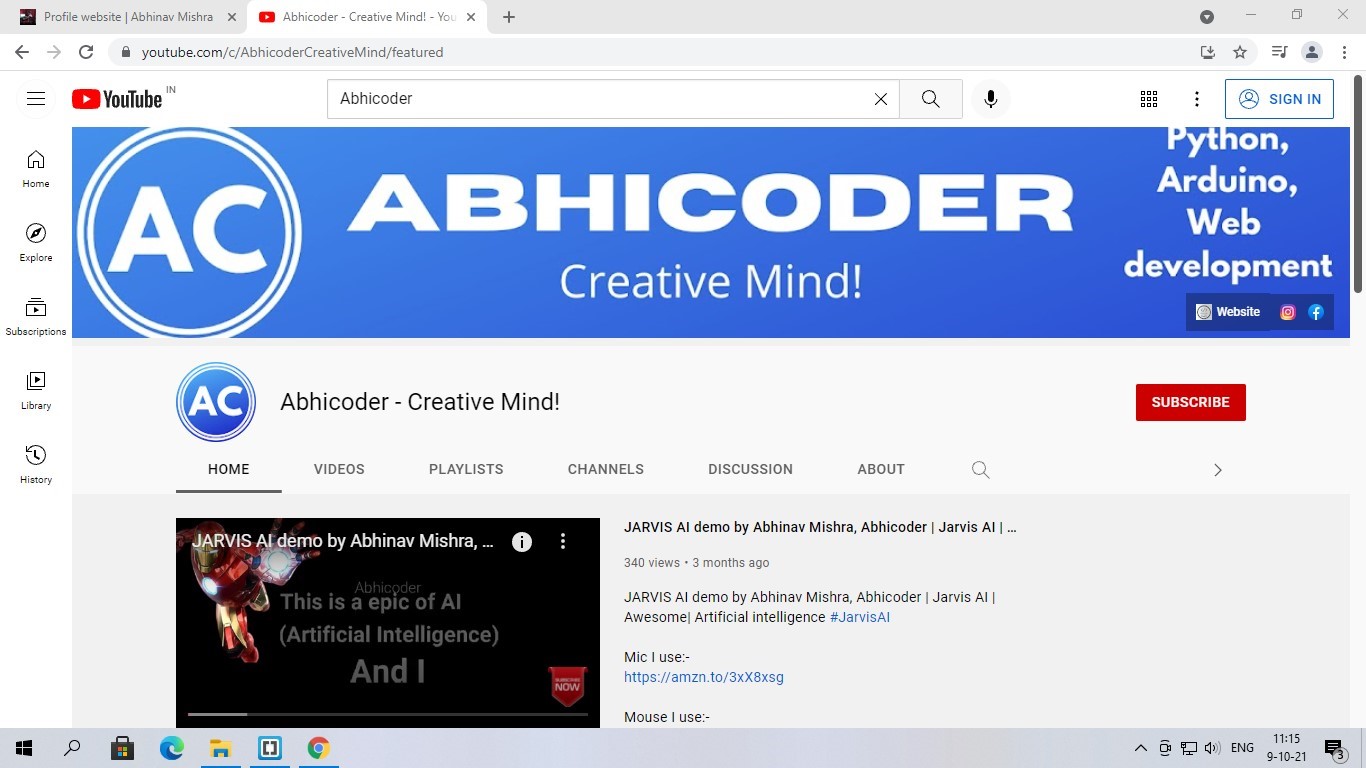 Profile website | Abhinav Mishra
Abhicoder - Creative Mind! - You
youtube.com/c/AbhicoderCreativeMind/featured
YouTube IN
Abhicoder
SIGN IN
Home
Explore
Subscriptions
Library
History
AC
ABHICODER
Creative Mind!
Python,
Arduino,
Web
development
Website
AC
Abhicoder - Creative Mind!
SUBSCRIBE
HOME VIDEOS PLAYLISTS CHANNELS DISCUSSION ABOUT
JARVIS AI demo by Abhinav Mishra, ...
Abhicoder
This is a epic of AI
(Artificial Intelligence)
And I
SUBSCRIBE
NOW
JARVIS AI demo by Abhinav Mishra, Abhicoder | Jarvis AI | ...
340 views • 3 months ago
JARVIS AI demo by Abhinav Mishra, Abhicoder | Jarvis AI |
Awesome| Artificial intelligence #JarvisAI
Mic I use:-
https://amzn.to/3xX8xsg
Mouse I use:-
ENG
11:15
9-10-21
3